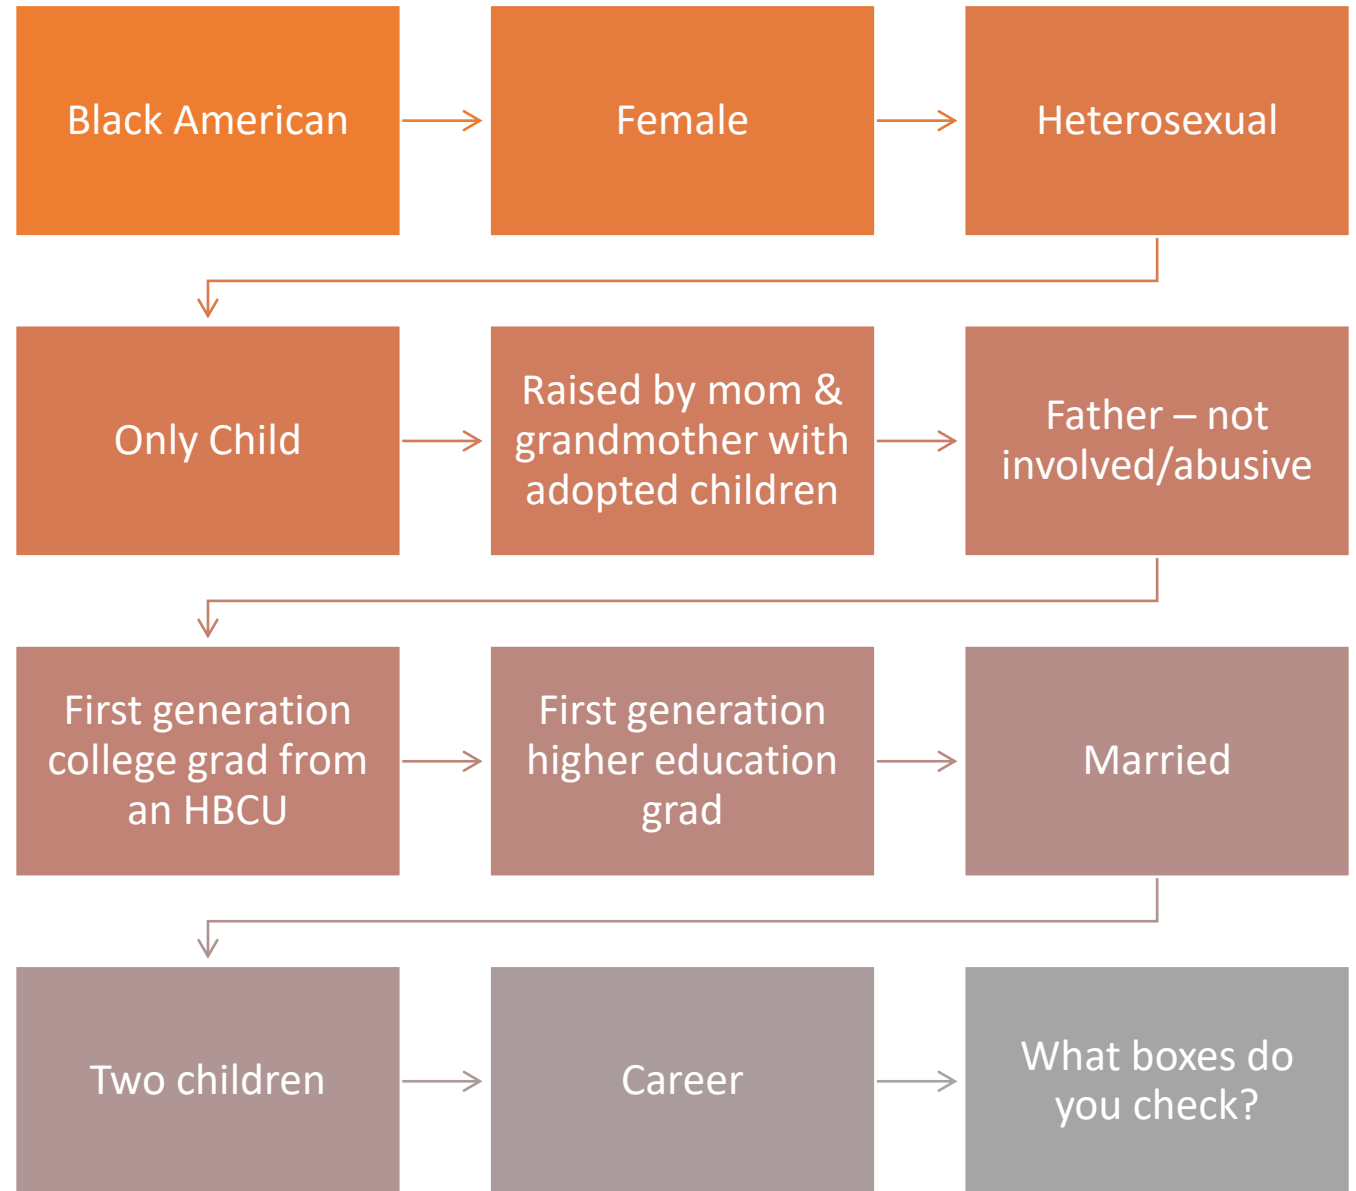 Black American
Female
Heterosexual
Only Child
Raised by mom &
grandmother with
adopted children
Father – not
involved/abusive
First generation
college grad from
an HBCU
First generation
higher education
grad
Married
Two children
Career
What boxes do
you check?